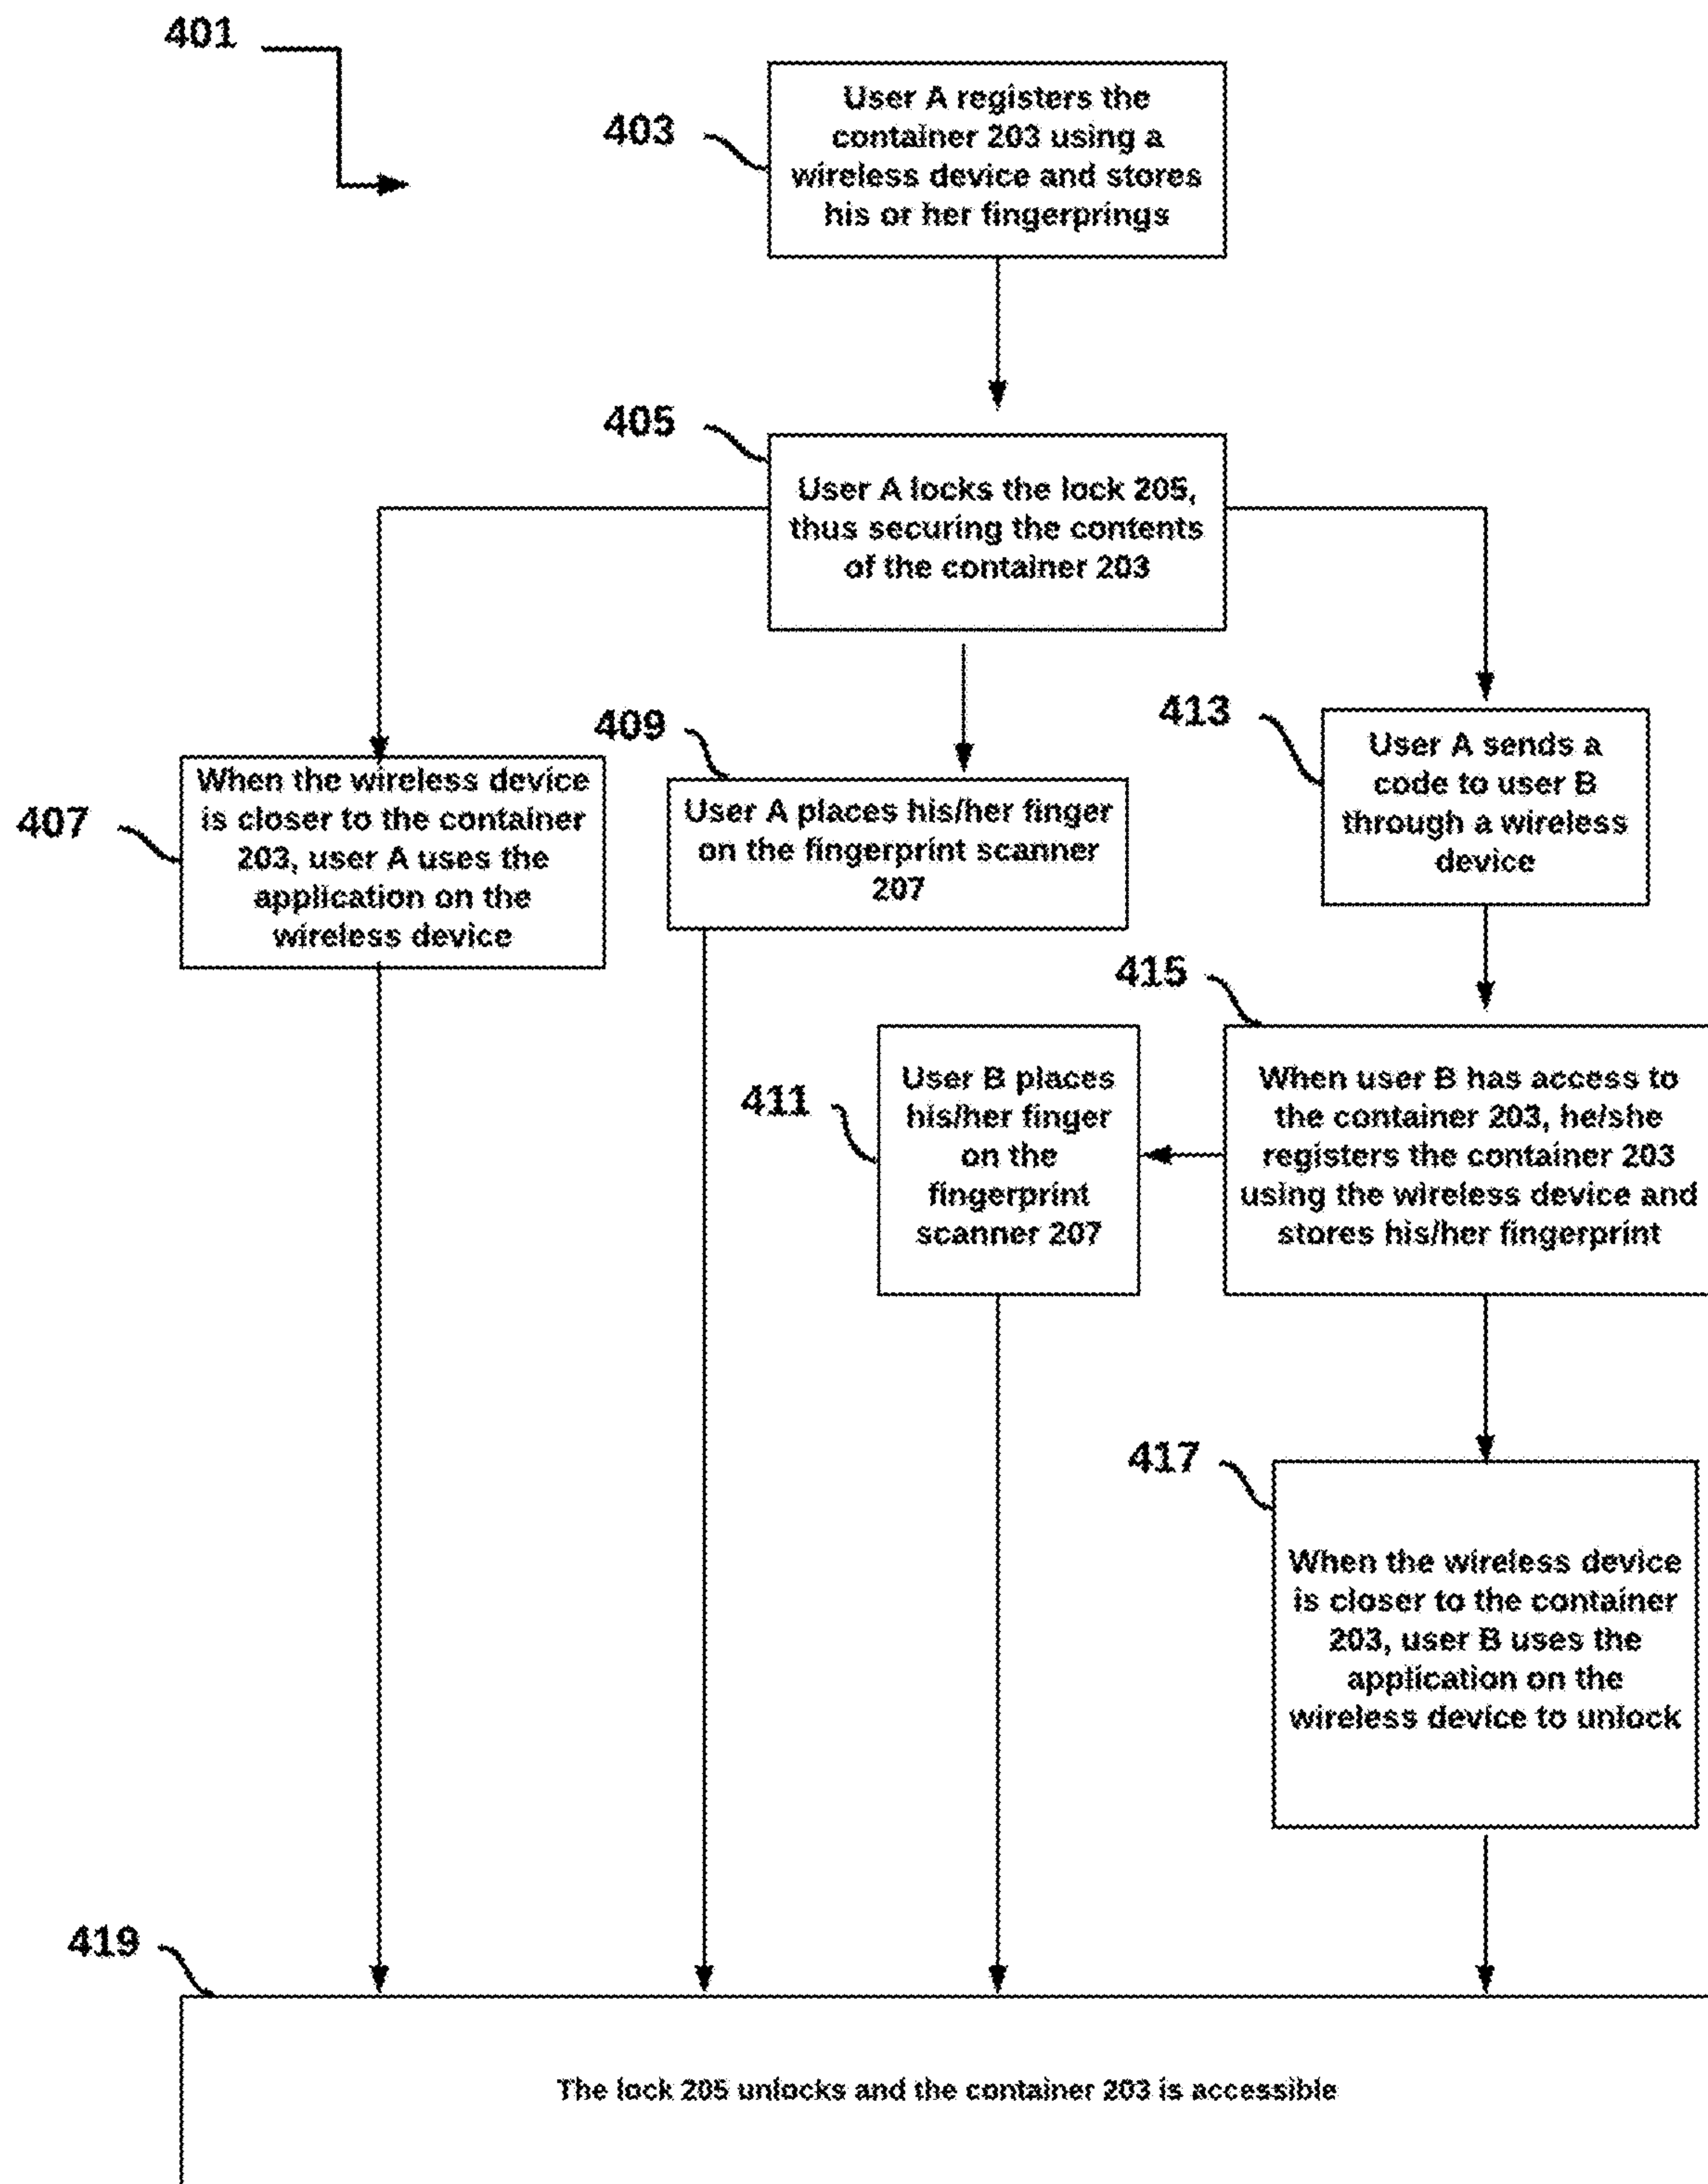 401
403
User A registers the
container 203 using a
wireless device and stores
his or her fingerprings
405
User A locks the lock 205,
thus securing the contents
of the container 203
407
When the wireless device
is closer to the container
203, user A uses the
application on the
wireless device
409
User A places his/her finger
on the fingerprint scanner
207
413
User A sends a
code to user B
through a wireless
device
415
When user B has access to
the container 203, he/she
registers the container 203
using the wireless device and
stores his/her fingerprint
411
User B places
his/her finger
on the
fingerprint
scanner 207
417
When the wireless device
is closer to the container
203, user B uses the
application on the
wireless device to unlock
419
The lock 205 unlocks and the container 203 is accessible